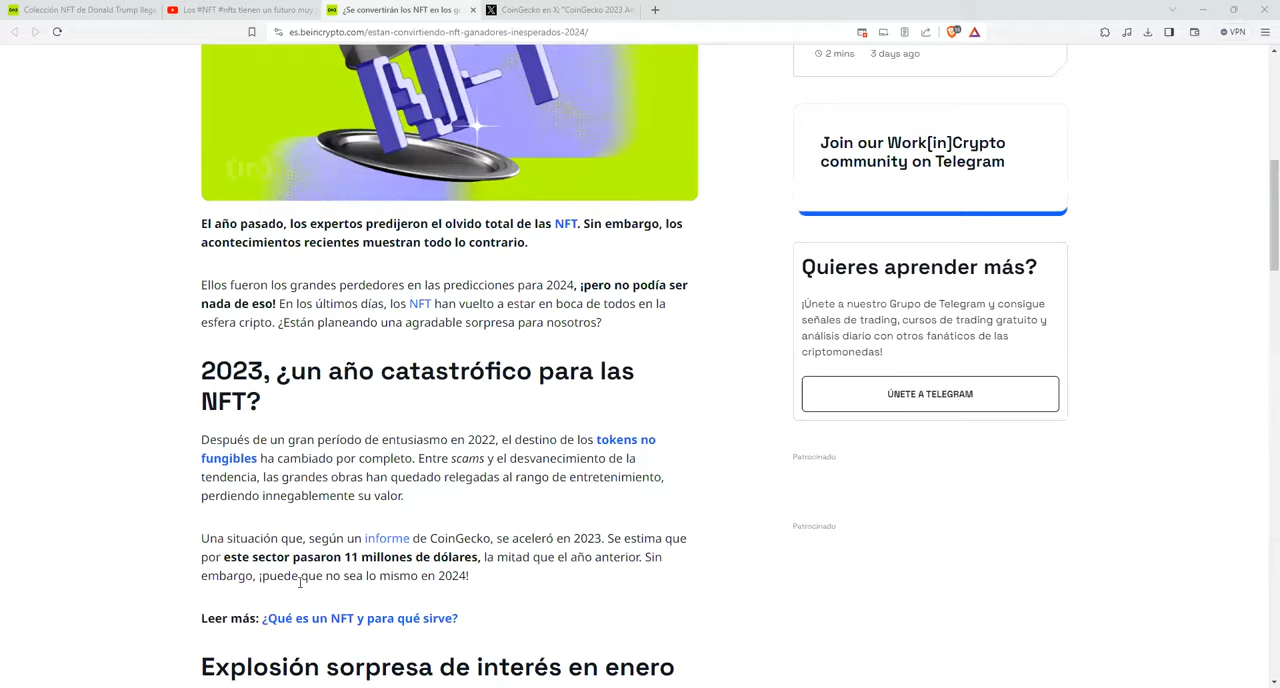 Colección NFT de Donald Trump llega
Los #NFT #nfts tienen un futuro muy
¿Se convertirán los NFT en los gr
CoinGecko en X: "CoinGecko 2023 An
es.beincrypto.com/estan-convirtiendo-nft-ganadores-inesperados-2024/
VPN
2 mins 3 days ago
Join our Work[in]Crypto
community on Telegram
(in)
El año pasado, los expertos predijeron el olvido total de las NFT. Sin embargo, los
acontecimientos recientes muestran todo lo contrario.
Ellos fueron los grandes perdedores en las predicciones para 2024, ¡pero no podía ser
nada de eso! En los últimos días, los NFT han vuelto a estar en boca de todos en la
esfera cripto. ¿Están planeando una agradable sorpresa para nosotros?
2023, ¿un año catastrófico para las
NFT?
Después de un gran período de entusiasmo en 2022, el destino de los tokens no
fungibles ha cambiado por completo. Entre scams y el desvanecimiento de la
tendencia, las grandes obras han quedado relegadas al rango de entretenimiento,
perdiendo innegablemente su valor.
Una situación que, según un informe de CoinGecko, se aceleró en 2023. Se estima que
por este sector pasaron 11 millones de dólares, la mitad que el año anterior. Sin
embargo, ¡puede que no sea lo mismo en 2024!
Leer más: ¿Qué es un NFT y para qué sirve?
Explosión sorpresa de interés en enero
Quieres aprender más?
¡Únete a nuestro Grupo de Telegram y consigue
señales de trading, cursos de trading gratuito y
análisis diario con otros fanáticos de las
criptomonedas!
ÚNETE A TELEGRAM
Patrocinado
Patrocinado